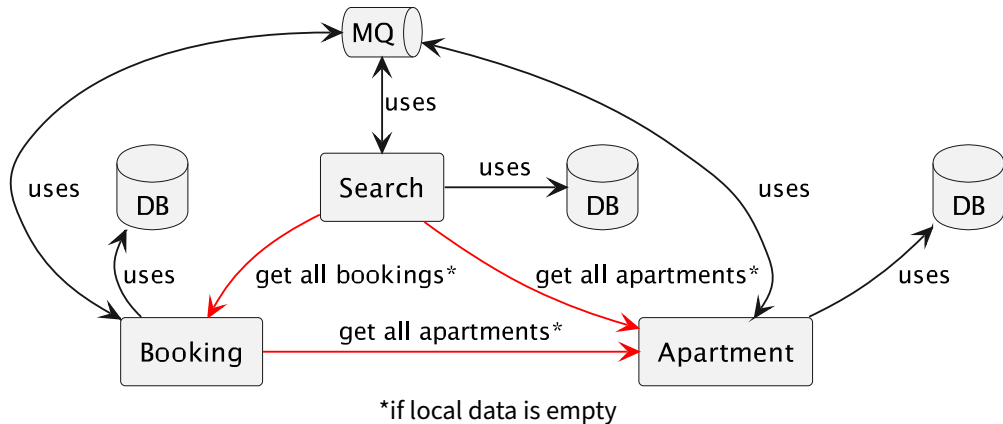 MQ
uses
Search
uses
DB
uses
DB
uses
DB
uses
uses
get all bookings*
get all apartments*
Booking
get all apartments*
Apartment
*if local data is empty